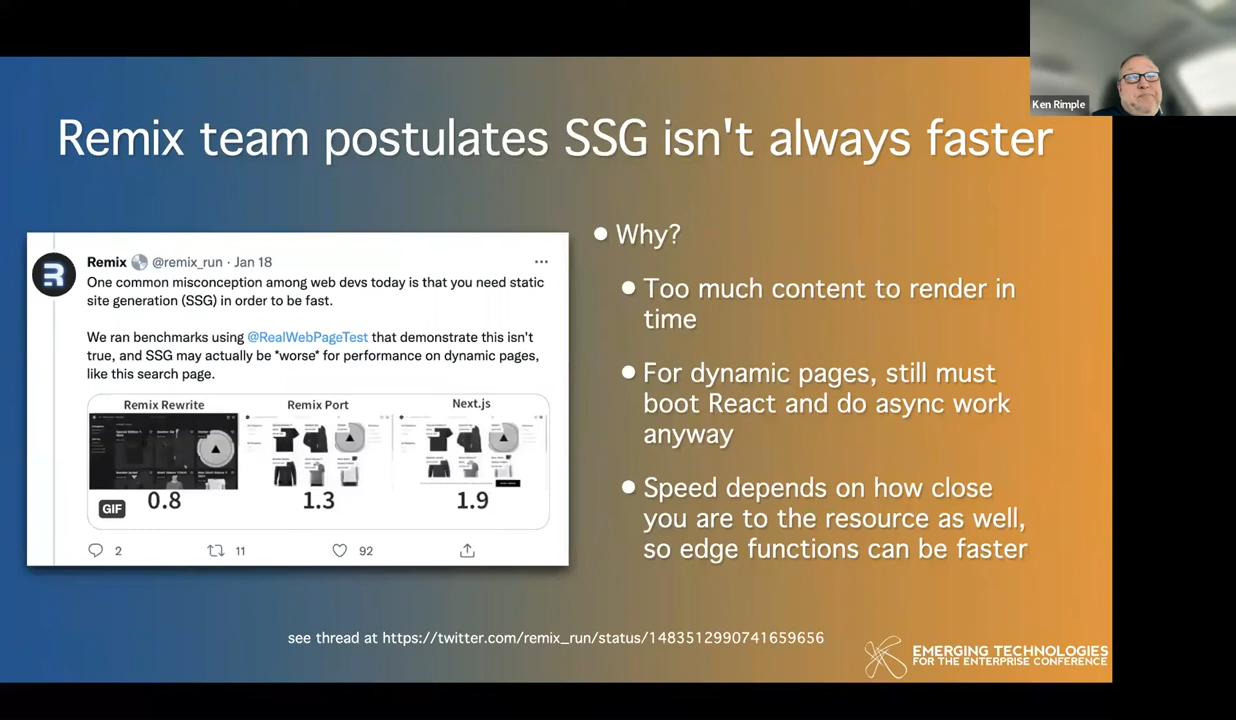 Ken Rimple
Remix team postulates SSG isn't always faster
Remix @remix_run · Jan 18
One common misconception among web devs today is that you need static
site generation (SSG) in order to be fast.
We ran benchmarks using @RealWebPageTest that demonstrate this isn't
true, and SSG may actually be *worse* for performance on dynamic pages,
like this search page.
Remix Rewrite
Remix Port
Next.js
0.8
1.3
1.9
GIF
2
11
92
• Why?
• Too much content to render in
time
• For dynamic pages, still must
boot React and do async work
anyway
• Speed depends on how close
you are to the resource as well,
so edge functions can be faster
see thread at https://twitter.com/remix_run/status/1483512990741659656
EMERGING TECHNOLOGIES
FOR THE ENTERPRISE CONFERENCE